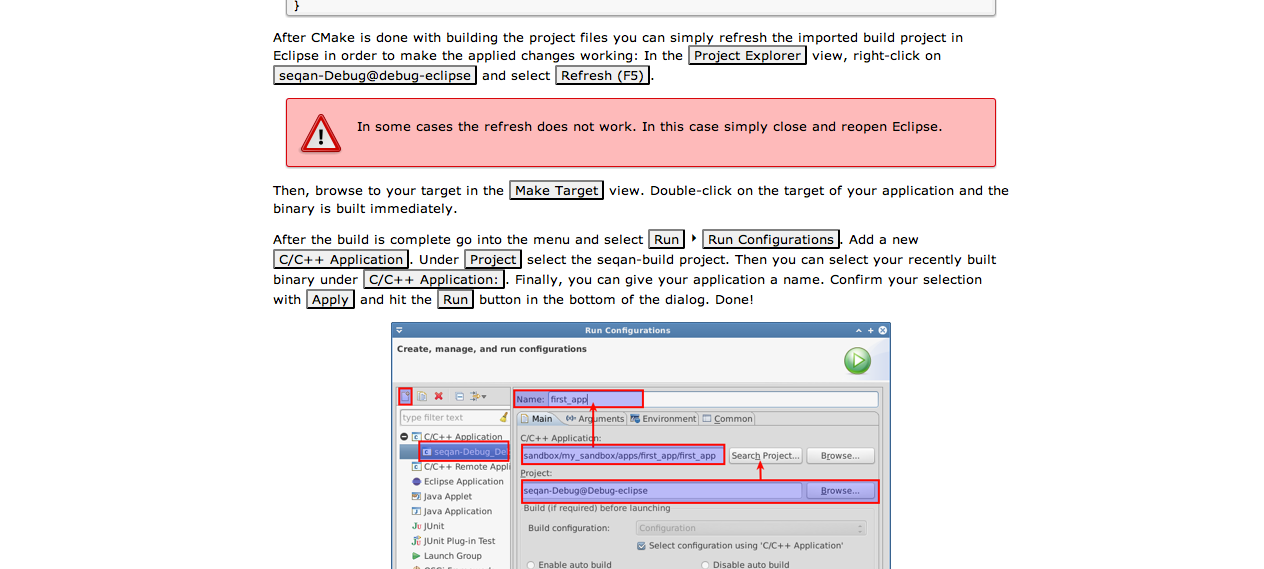 }
After CMake is done with building the project files you can simply refresh the imported build project in
Eclipse in order to make the applied changes working: In the Project Explorer view, right-click on
seqan-Debug@debug-eclipse and select Refresh (F5).
In some cases the refresh does not work. In this case simply close and reopen Eclipse.
Then, browse to your target in the Make Target view. Double-click on the target of your application and the
binary is built immediately.
After the build is complete go into the menu and select Run ‣ Run Configurations. Add a new
C/C++ Application. Under Project select the seqan-build project. Then you can select your recently built
binary under C/C++ Application:. Finally, you can give your application a name. Confirm your selection
with Apply and hit the Run button in the bottom of the dialog. Done!
Run Configurations
Create, manage, and run configurations
Name: first_app
type filter text
Main Arguments Environment Common
C/C++ Application
C/C++ Application:
seqan-Debug_De
sandbox/my_sandbox/apps/first_app/first_app Search Project... Browse...
C/C++ Remote Appli
Project:
Eclipse Application
seqan-Debug@Debug-eclipse Browse...
Java Applet
Build (if required) before launching
Java Application
JUnit
Build configuration: Configuration
JUnit Plug-in Test
Select configuration using 'C/C++ Application'
Launch Group
Enable auto build Disable auto build